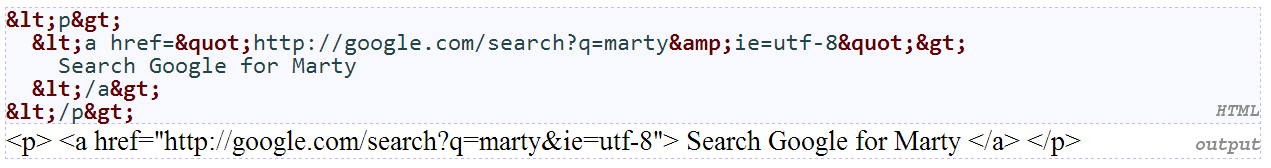 &lt;p&gt;
  &lt;a href=&quot;http://google.com/search?q=marty&amp;ie=utf-8&quot;&gt;
    Search Google for Marty
  &lt;/a&gt;
&lt;/p&gt;
HTML
<p> <a href="http://google.com/search?q=marty&ie=utf-8"> Search Google for Marty </a> </p>
output